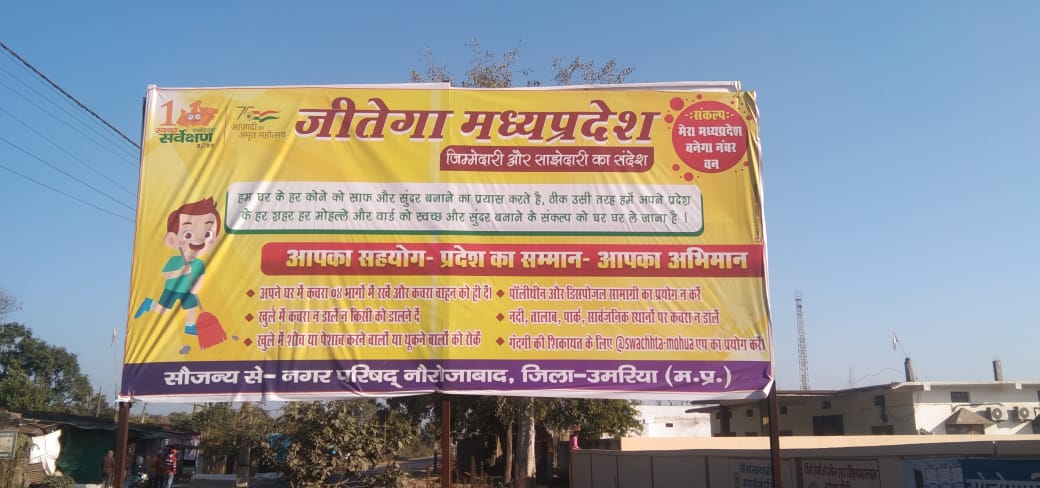 स्वच्छ
सर्वेक्षण
75
आज़ादी का
अमृत महोत्सव
जीतेगा मध्यप्रदेश
जिम्मेदारी और साझेदारी का संदेश
-:संकल्प:-
मेरा मध्यप्रदेश
बनेगा नंबर
वन
हम घर के हर कोने को साफ और सुंदर बनाने का प्रयास करते है, ठीक उसी तरह हमें अपने प्रदेश
के हर शहर हर मोहल्ले और वार्ड को स्वच्छ और सुंदर बनाने के संकल्प को घर घर ले जाना है ।
आपका सहयोग- प्रदेश का सम्मान- आपका अभिमान
अपने घर में कचरा ०४ भागों में रखें और कचरा वाहन को ही दें।
खुले में कचरा न डालें न किसी को डालने दें
खुले में शौच या पेशाब करने वालों या थूकने वालों को रोकें
पॉलीथीन और डिसपोजल सामाग्री का प्रयोग न करें
नदी, तालाब, पार्क, सार्वजनिक स्थानों पर कचरा न डालें
गंदगी की शिकायत के लिए @swachhta-mohua एप का प्रयोग करें
सौजन्य से- नगर परिषद् नौरोजाबाद, जिला-उमरिया (म.प्र.)